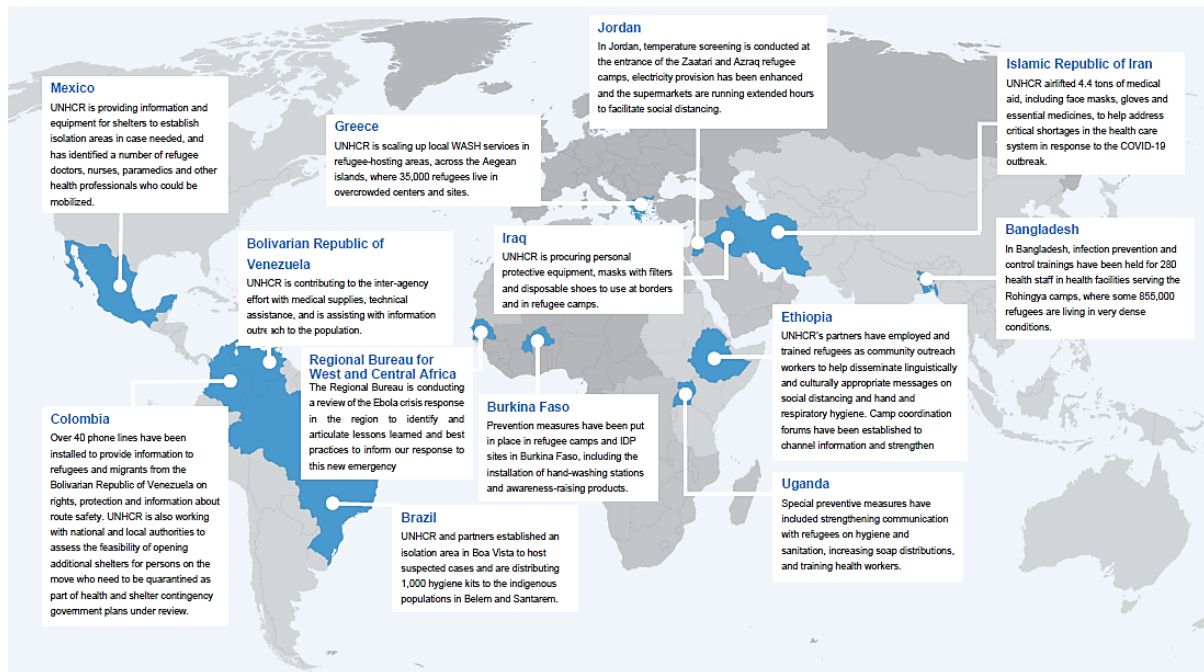 Mexico
UNHCR is providing information and
equipment for shelters to establish
isolation areas in case needed, and
has identified a number of refugee
doctors, nurses, paramedics and other
health professionals who could be
mobilized.
Greece
UNHCR is scaling up local WASH services in
refugee-hosting areas, across the Aegean
islands, where 35,000 refugees live in
overcrowded centers and sites.
Jordan
In Jordan, temperature screening is conducted at
the entrance of the Zaatari and Azraq refugee
camps, electricity provision has been enhanced
and the supermarkets are running extended hours
to facilitate social distancing.
Islamic Republic of Iran
UNHCR airlifted 4.4 tons of medical
aid, including face masks, gloves and
essential medicines, to help address
critical shortages in the health care
system in response to the COVID-19
outbreak.
Bolivarian Republic of
Venezuela
UNHCR is contributing to the inter-agency
effort with medical supplies, technical
assistance, and is assisting with information
outreach to the population.
Iraq
UNHCR is procuring personal
protective equipment, masks with filters
and disposable shoes to use at borders
and in refugee camps.
Bangladesh
In Bangladesh, infection prevention and
control trainings have been held for 280
health staff in health facilities serving the
Rohingya camps, where some 855,000
refugees are living in very dense
conditions.
Regional Bureau for
West and Central Africa
The Regional Bureau is conducting
a review of the Ebola crisis response
in the region to identify and
articulate lessons learned and best
practices to inform our response to
this new emergency
Ethiopia
UNHCR's partners have employed and
trained refugees as community outreach
workers to help disseminate linguistically
and culturally appropriate messages on
social distancing and hand and
respiratory hygiene. Camp coordination
forums have been established to
channel information and strengthen
Colombia
Over 40 phone lines have been
installed to provide information to
refugees and migrants from the
Bolivarian Republic of Venezuela on
rights, protection and information about
route safety. UNHCR is also working
with national and local authorities to
assess the feasibility of opening
additional shelters for persons on the
move who need to be quarantined as
part of health and shelter contingency
government plans under review.
Burkina Faso
Prevention measures have been put
in place in refugee camps and IDP
sites in Burkina Faso, including the
installation of hand-washing stations
and awareness-raising products.
Uganda
Special preventive measures have
included strengthening communication
with refugees on hygiene and
sanitation, increasing soap distributions,
and training health workers.
Brazil
UNHCR and partners established an
isolation area in Boa Vista to host
suspected cases and are distributing
1,000 hygiene kits to the indigenous
populations in Belem and Santarem.